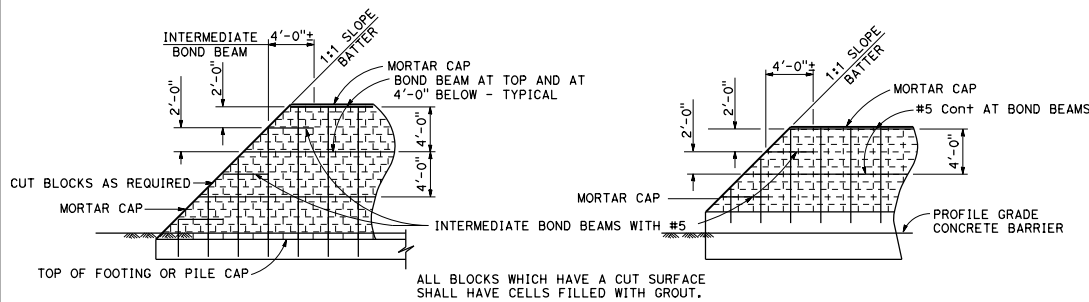 INTERMEDIATE
BOND BEAM
4'-0"±
1:1 SLOPE
BATTER
2'-0"
2'-0"
MORTAR CAP
BOND BEAM AT TOP AND AT
4'-0" BELOW - TYPICAL
4'-0"
4'-0"
CUT BLOCKS AS REQUIRED
MORTAR CAP
INTERMEDIATE BOND BEAMS WITH #5
TOP OF FOOTING OR PILE CAP
ALL BLOCKS WHICH HAVE A CUT SURFACE
SHALL HAVE CELLS FILLED WITH GROUT.
4'-0"±
1:1 SLOPE
BATTER
2'-0"
2'-0"
MORTAR CAP
#5 Cont AT BOND BEAMS
4'-0"
MORTAR CAP
PROFILE GRADE
CONCRETE BARRIER